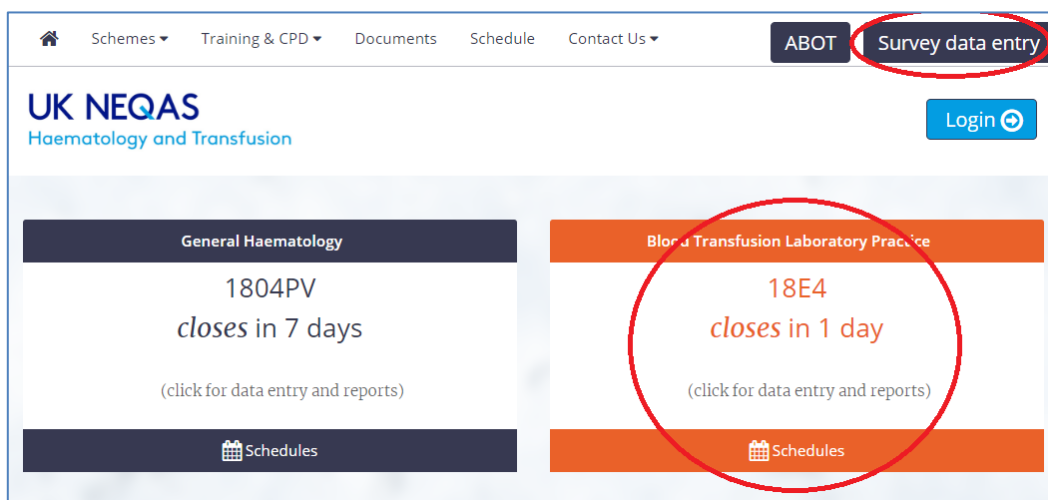 Schemes Training & CPD Documents Schedule Contact Us ABOT Survey data entry
UK NEQAS
Haematology and Transfusion
Login
General Haematology
1804PV
closes in 7 days
(click for data entry and reports)
Schedules
Blood Transfusion Laboratory Practice
18E4
closes in 1 day
(click for data entry and reports)
Schedules